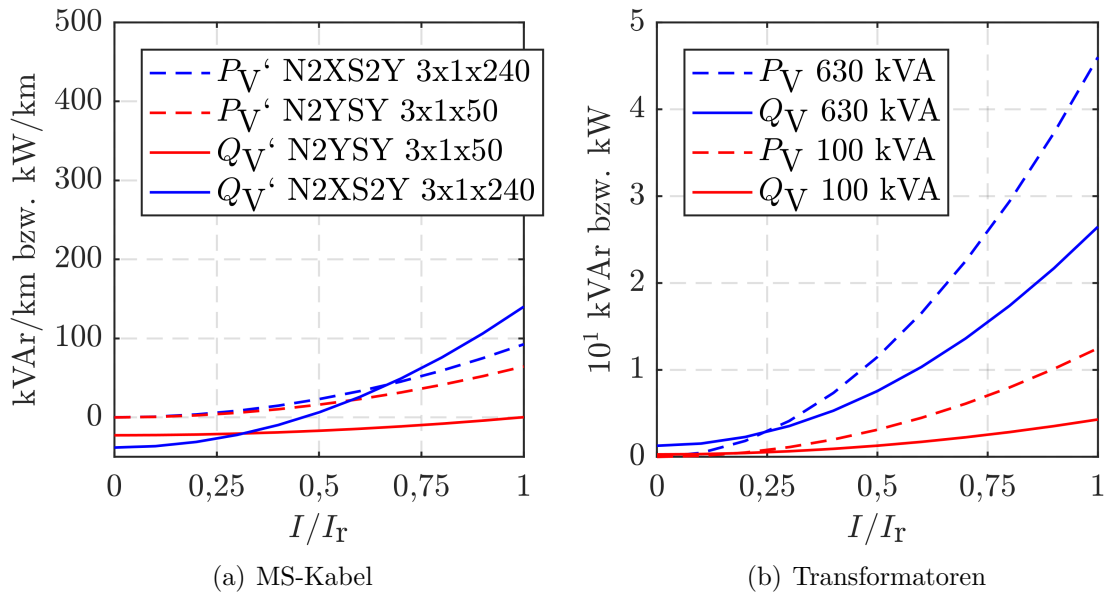 kVAr/km bzw. kW/km
500
400
300
200
100
0
P_V‘ N2XS2Y 3x1x240
P_V‘ N2YSY 3x1x50
Q_V‘ N2YSY 3x1x50
Q_V‘ N2XS2Y 3x1x240
0 0,25 0,5 0,75 1
I/I_r
(a) MS-Kabel
10¹ kVAr bzw. kW
5
4
3
2
1
0
P_V 630 kVA
Q_V 630 kVA
P_V 100 kVA
Q_V 100 kVA
0 0,25 0,5 0,75 1
I/I_r
(b) Transformatoren